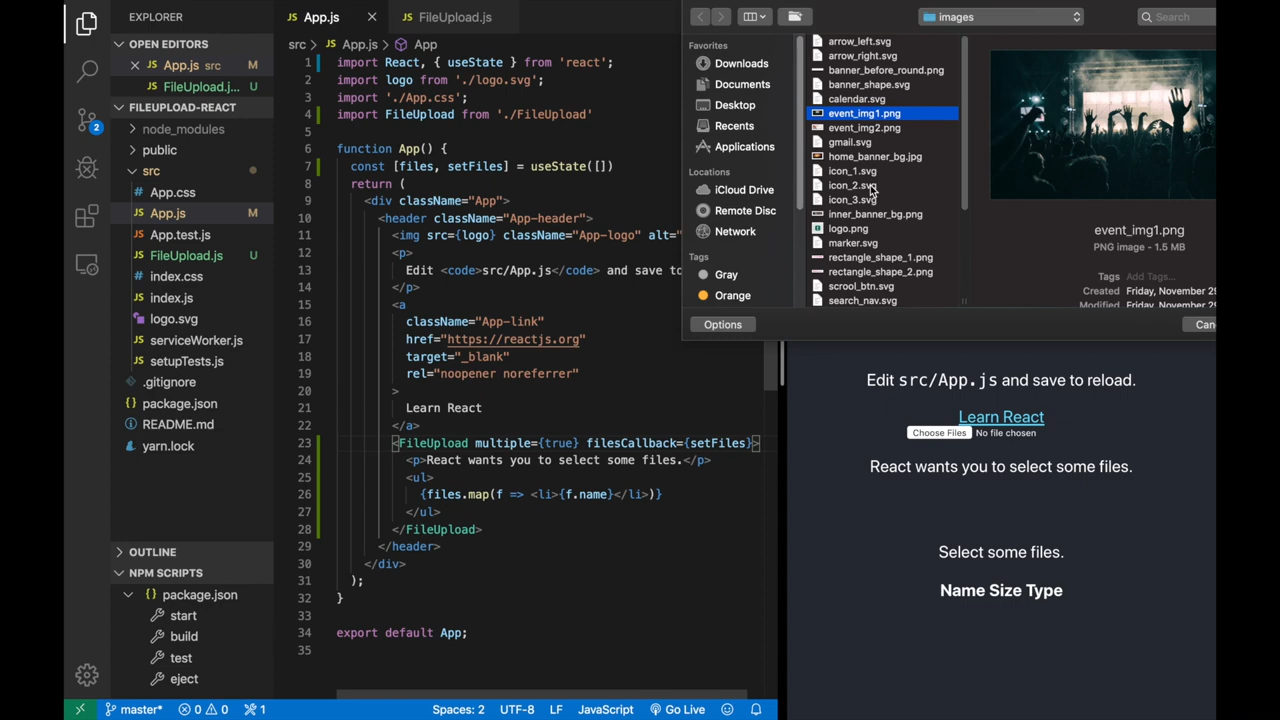 EXPLORER
OPEN EDITORS
App.js src M
FileUpload.j... U
FILEUPLOAD-REACT
node_modules
public
src
App.css
App.js M
App.test.js
FileUpload.js U
index.css
index.js
logo.svg
serviceWorker.js
setupTests.js
.gitignore
package.json
README.md
yarn.lock
OUTLINE
NPM SCRIPTS
package.json
start
build
test
eject
2
App.js
FileUpload.js
src > App.js > App
1 import React, { useState } from 'react';
2 import logo from './logo.svg';
3 import './App.css';
4 import FileUpload from './FileUpload'
5
6 function App() {
7 const [files, setFiles] = useState([])
8 return (
9 <div className="App">
10 <header className="App-header">
11 <img src={logo} className="App-logo" alt="
12 <p>
13 Edit <code>src/App.js</code> and save to
14 </p>
15 <a
16 className="App-link"
17 href="https://reactjs.org"
18 target="_blank"
19 rel="noopener noreferrer"
20 >
21 Learn React
22 </a>
23 <FileUpload multiple={true} filesCallback={setFiles}>
24 <p>React wants you to select some files.</p>
25 <ul>
26 {files.map(f => <li>{f.name}</li>)}
27 </ul>
28 </FileUpload>
29 </header>
30 </div>
31 );
32 }
33
34 export default App;
35
images
Search
Favorites
Downloads
Documents
Desktop
Recents
Applications
Locations
iCloud Drive
Remote Disc
Network
Tags
Gray
Orange
arrow_left.svg
arrow_right.svg
banner_before_round.png
banner_shape.svg
calendar.svg
event_img1.png
event_img2.png
gmail.svg
home_banner_bg.jpg
icon_1.svg
icon_2.svg
icon_3.svg
inner_banner_bg.png
logo.png
marker.svg
rectangle_shape_1.png
rectangle_shape_2.png
scrool_btn.svg
search_nav.svg
event_img1.png
PNG image - 1.5 MB
Tags Add Tags...
Created Friday, November 29
Modified Friday, November 29
Options
Can
Edit src/App.js and save to reload.
Learn React
Choose Files No file chosen
React wants you to select some files.
Select some files.
Name Size Type
master* 0 0 1
Spaces: 2 UTF-8 LF JavaScript Go Live